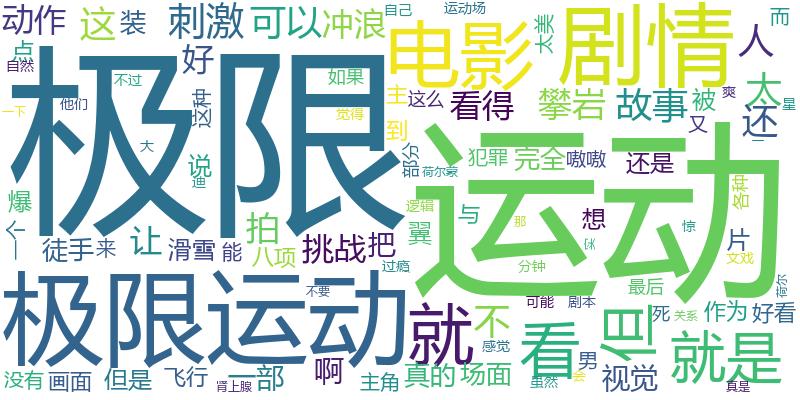 动作 这 装 刺激 可以 冲浪 自己 运动场 太美 而
点 好 电影 剧情 人
自然 不过 这种 如果 主 这么 看得 攀岩 故事 被 太 爽 星
一下 他们 觉得 到 又 还
极限 运动
大 说 迪 部分 荷尔蒙 犯罪 完全 嗷嗷 还是 各种
爆 一个 拍 逻辑 与 那 想 惊
徒手 来 让 滑雪 能 八项 挑战 把 翼 买 片 文戏
过瘾 分钟 荷尔
极限运动 不要 就 不 看 可能 剧本 但 最后 死 关系 作为 好看
感觉 男 就是
没有 画面 但是 飞行 肾上腺 一部 啊 主角 真的 场面 虽然 会 视觉 真是